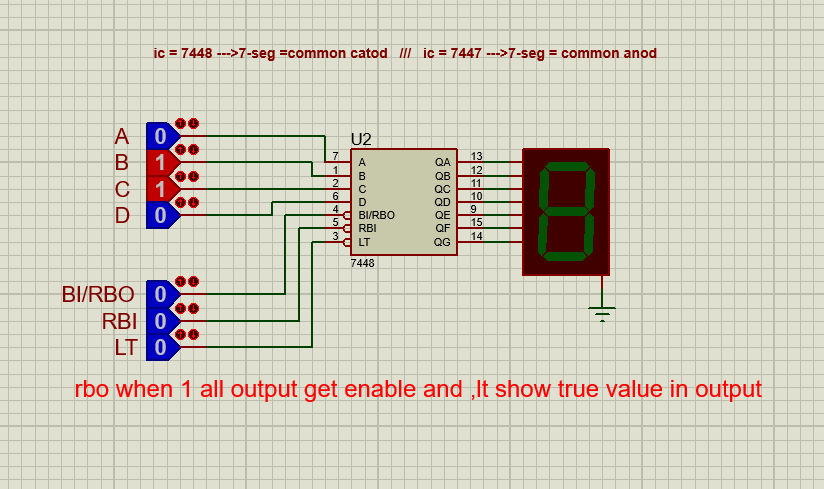 ic = 7448 --->7-seg =common catod /// ic = 7447 --->7-seg = common anod
U2
A 0 7 A QA 13
B 1 1 B QB 12
C 1 2 C QC 11
D 0 6 D QD 10
4 BI/RBO QE 9
5 RBI QF 15
3 LT QG 14
7448
BI/RBO 0
RBI 0
LT 0
rbo when 1 all output get enable and ,lt show true value in output